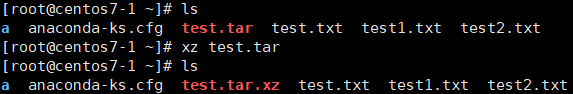 [root@centos7-1 ~]# ls
a  anaconda-ks.cfg  test.tar  test.txt  test1.txt  test2.txt
[root@centos7-1 ~]# xz test.tar
[root@centos7-1 ~]# ls
a  anaconda-ks.cfg  test.tar.xz  test.txt  test1.txt  test2.txt